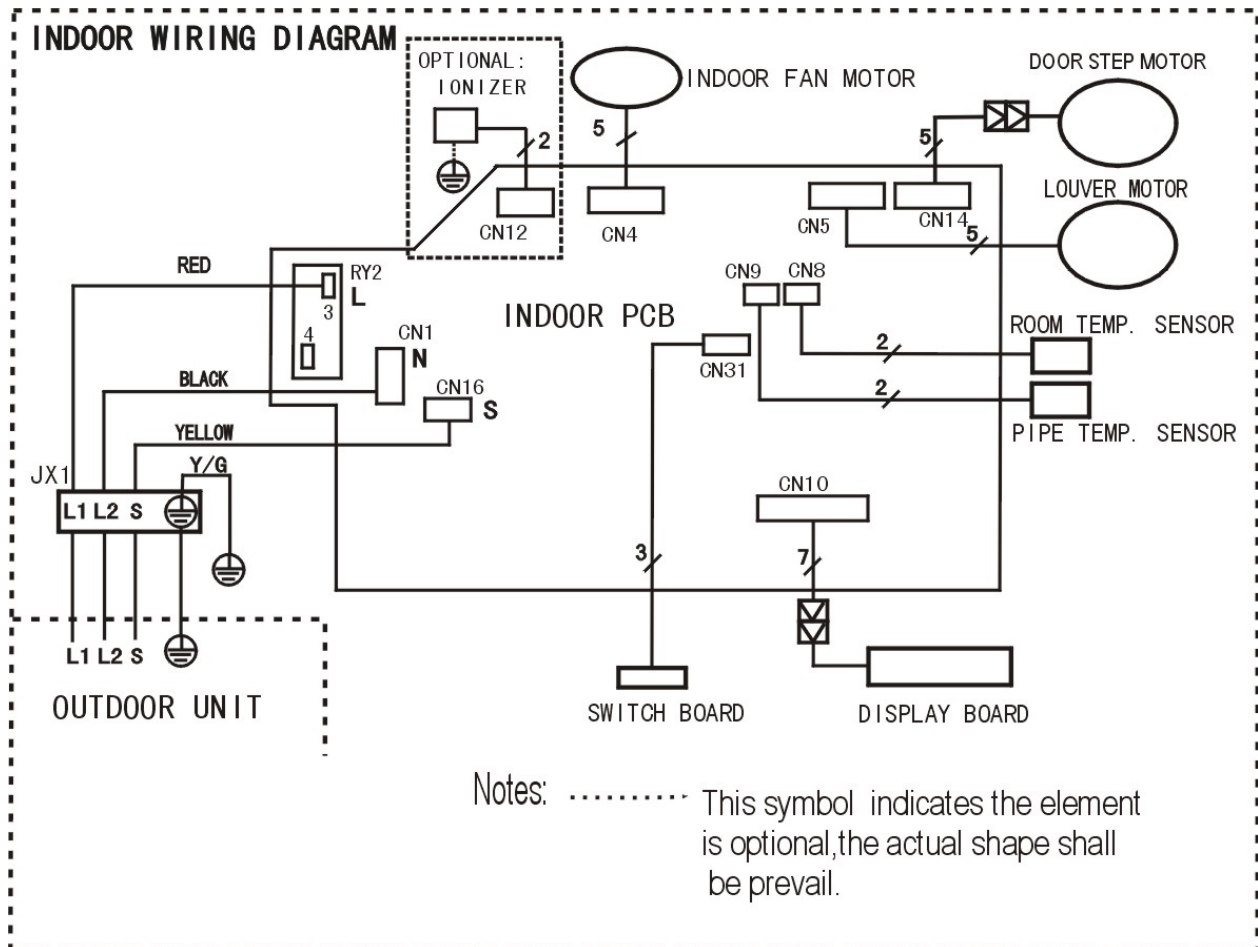 INDOOR WIRING DIAGRAM
OPTIONAL:
IONIZER
2
CN12
INDOOR FAN MOTOR
5
CN4
DOOR STEP MOTOR
5
CN14
LOUVER MOTOR
CN5
5
RED
RY2
L
3
4
CN1
N
BLACK
CN16
S
YELLOW
Y/G
JX1
L1 L2 S
INDOOR PCB
CN9
CN8
CN31
2
ROOM TEMP. SENSOR
2
PIPE TEMP. SENSOR
CN10
3
7
L1 L2 S
OUTDOOR UNIT
SWITCH BOARD
DISPLAY BOARD
Notes: This symbol indicates the element
is optional,the actual shape shall
be prevail.